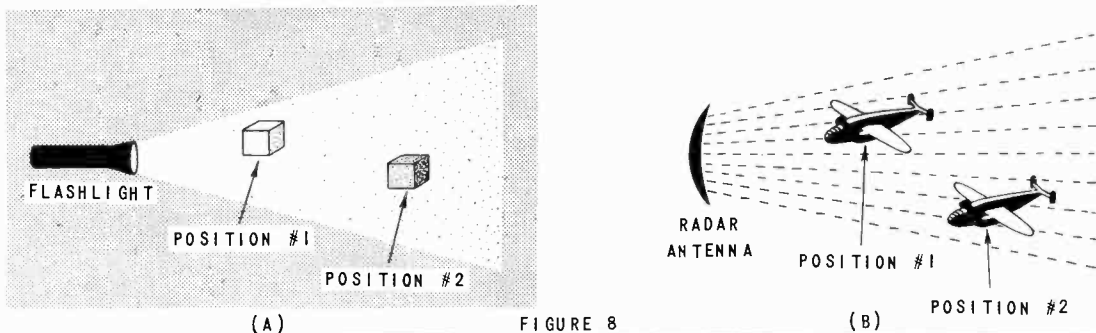 FLASHLIGHT
POSITION #1
POSITION #2
(A)
FIGURE 8
RADAR
ANTENNA
POSITION #1
POSITION #2
(B)